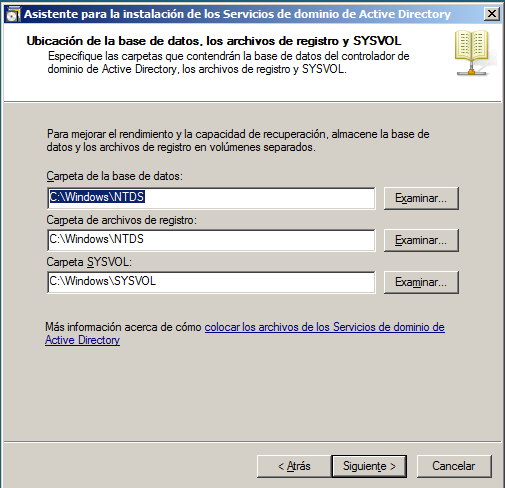 Asistente para la instalación de los Servicios de dominio de Active Directory
Ubicación de la base de datos, los archivos de registro y SYSVOL
Especifique las carpetas que contendrán la base de datos del controlador de
dominio de Active Directory, los archivos de registro y SYSVOL.
Para mejorar el rendimiento y la capacidad de recuperación, almacene la base de
datos y los archivos de registro en volúmenes separados.
Carpeta de la base de datos:
C:\Windows\NTDS Examinar...
Carpeta de archivos de registro:
C:\Windows\NTDS Examinar...
Carpeta SYSVOL:
C:\Windows\SYSVOL Examinar...
Más información acerca de cómo colocar los archivos de los Servicios de dominio de
Active Directory
< Atrás Siguiente > Cancelar